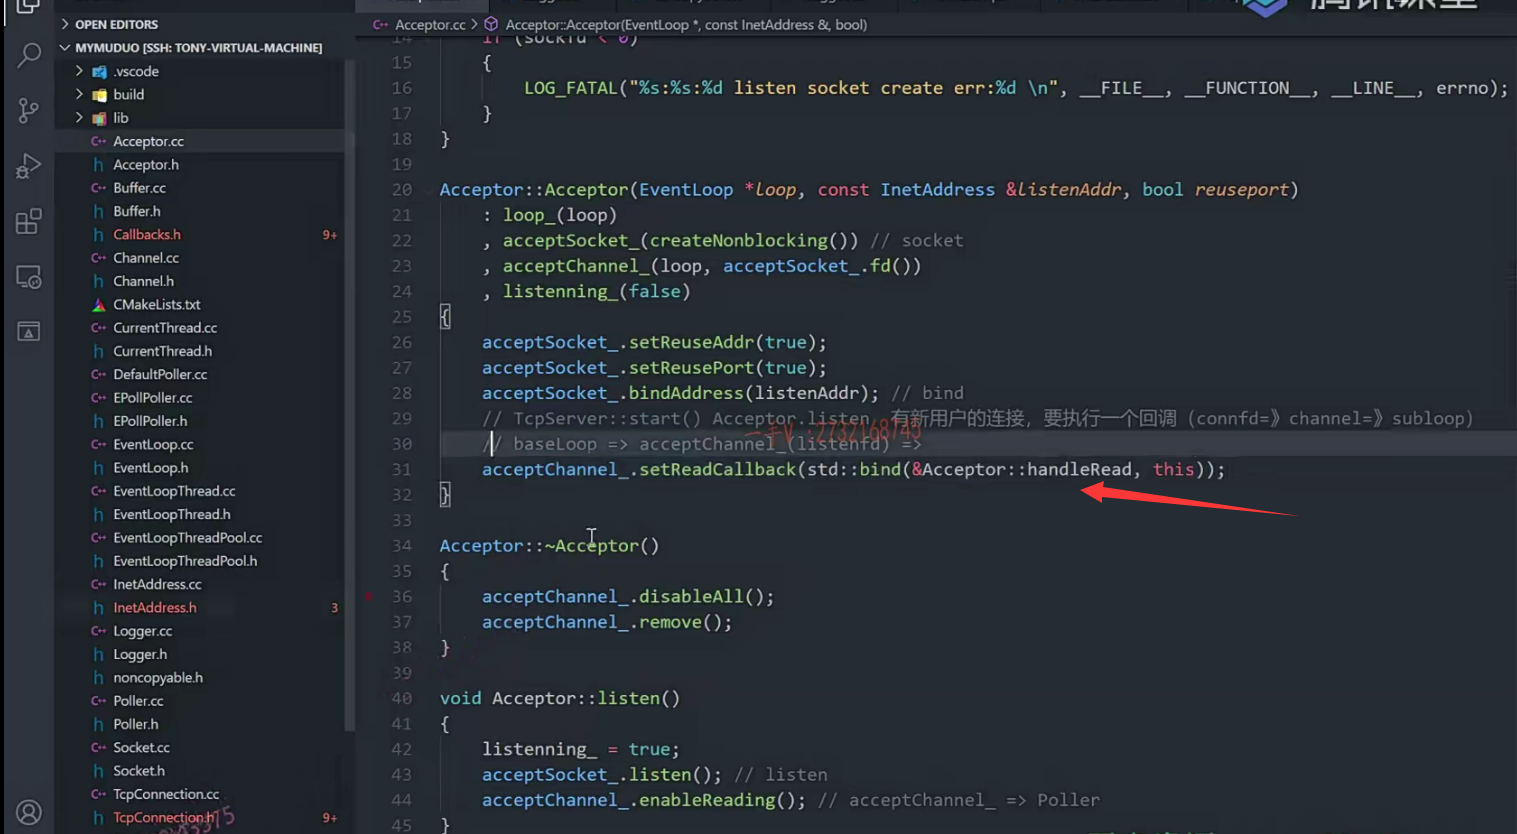 OPEN EDITORS
MYMUDUO [SSH: TONY-VIRTUAL-MACHINE]
.vscode
build
lib
Acceptor.cc
Acceptor.h
Buffer.cc
Buffer.h
Callbacks.h 9+
Channel.cc
Channel.h
CMakeLists.txt
CurrentThread.cc
CurrentThread.h
DefaultPoller.cc
EPollPoller.cc
EPollPoller.h
EventLoop.cc
EventLoop.h
EventLoopThread.cc
EventLoopThread.h
EventLoopThreadPool.cc
EventLoopThreadPool.h
InetAddress.cc
InetAddress.h 3
Logger.cc
Logger.h
noncopyable.h
Poller.cc
Poller.h
Socket.cc
Socket.h
TcpConnection.cc
TcpConnection.h 9+
腾讯课堂
Acceptor.cc > Acceptor::Acceptor(EventLoop *, const InetAddress &, bool)
14 if (sockfd < 0)
15 {
16 LOG_FATAL("%s:%s:%d listen socket create err:%d \n", __FILE__, __FUNCTION__, __LINE__, errno);
17 }
18 }
19
20 Acceptor::Acceptor(EventLoop *loop, const InetAddress &listenAddr, bool reuseport)
21 : loop_(loop)
22 , acceptSocket_(createNonblocking()) // socket
23 , acceptChannel_(loop, acceptSocket_.fd())
24 , listenning_(false)
25 {
26 acceptSocket_.setReuseAddr(true);
27 acceptSocket_.setReusePort(true);
28 acceptSocket_.bindAddress(listenAddr); // bind
29 // TcpServer::start() Acceptor.listen 有新用户的连接，要执行一个回调（connfd=》channel=》subloop)
30 // baseLoop => acceptChannel_(listenfd) =>
31 acceptChannel_.setReadCallback(std::bind(&Acceptor::handleRead, this));
32 }
33
34 Acceptor::~Acceptor()
35 {
36 acceptChannel_.disableAll();
37 acceptChannel_.remove();
38 }
39
40 void Acceptor::listen()
41 {
42 listenning_ = true;
43 acceptSocket_.listen(); // listen
44 acceptChannel_.enableReading(); // acceptChannel_ => Poller
45 }